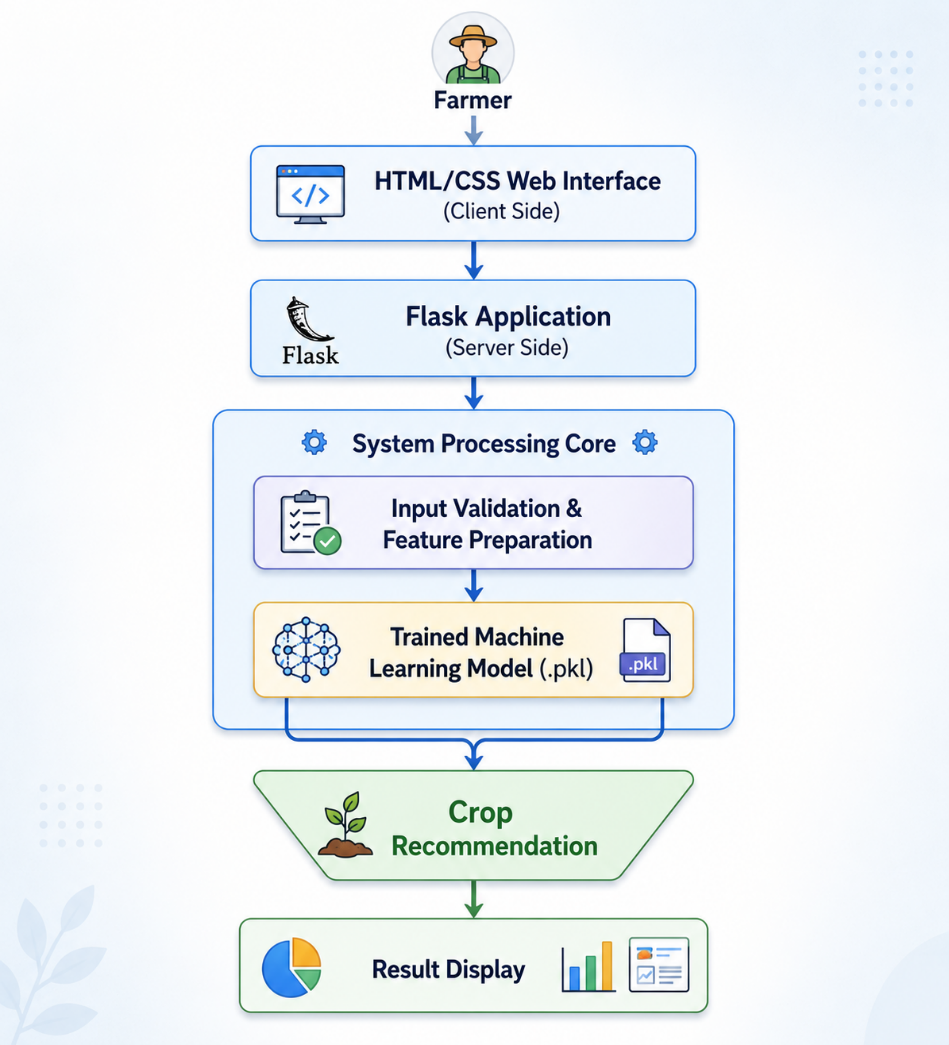 Farmer
</>
HTML/CSS Web Interface
(Client Side)
Flask
Flask Application
(Server Side)
System Processing Core
Input Validation &
Feature Preparation
Trained Machine
Learning Model (.pkl)
.pkl
Crop
Recommendation
Result Display